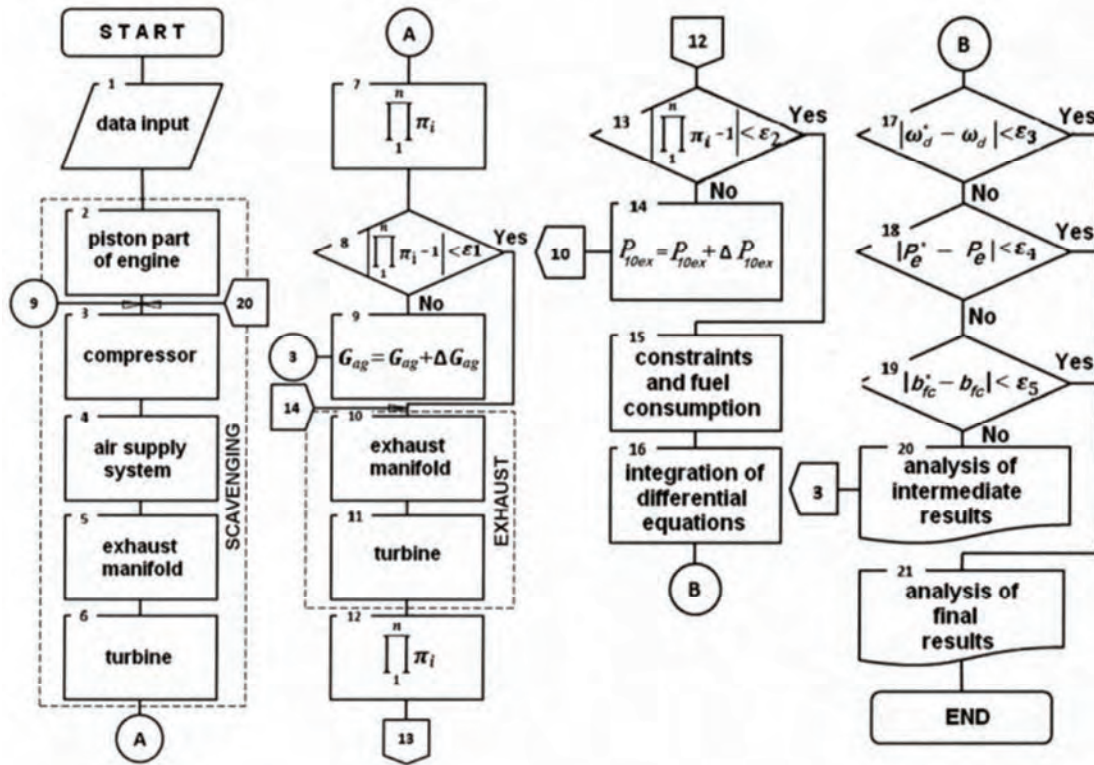 START
1
data input
2
piston part
of engine
9
20
3
compressor
4
air supply
system
5
exhaust
manifold
6
turbine
SCAVENGING
A
A
7
n
∏ πi
1
8
n
|∏ πi -1| < ε1
1
Yes
No
9
Gag = Gag + ΔGag
3
14
10
exhaust
manifold
11
turbine
EXHAUST
12
n
∏ πi
1
13
12
13
n
|∏ πi -1| < ε2
1
Yes
No
14
P10ex = P10ex + Δ P10ex
10
15
constraints
and fuel
consumption
16
integration of
differential
equations
B
B
17
|ω*d - ωd| < ε3
Yes
No
18
|P*e - Pe| < ε4
Yes
No
19
|b*fc - bfc| < ε5
Yes
No
20
analysis of
intermediate
results
3
21
analysis of
final
results
END